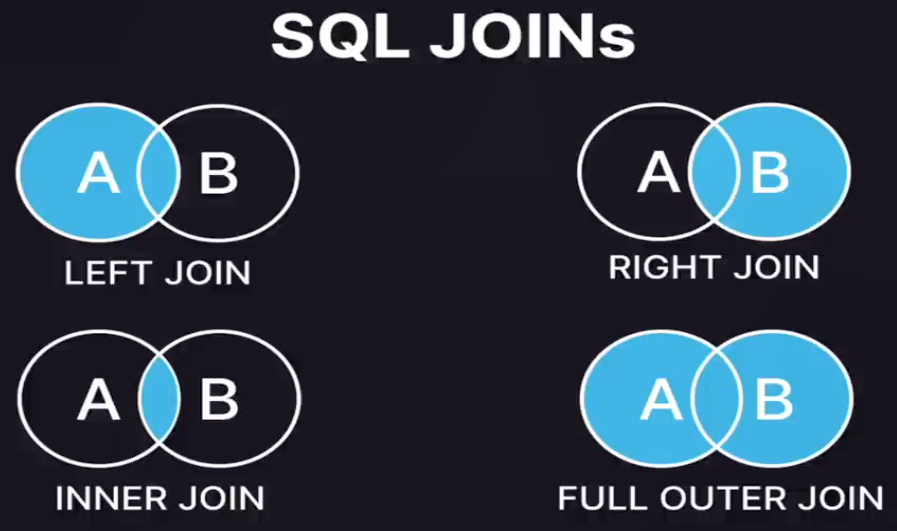 SQL JOINs
A B
LEFT JOIN
A B
RIGHT JOIN
A B
INNER JOIN
A B
FULL OUTER JOIN